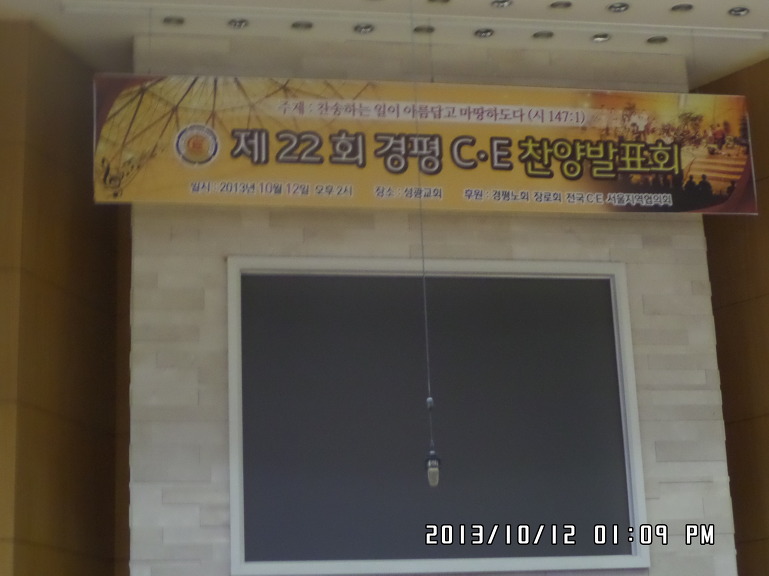 주제 : 찬송하는 일이 아름답고 마땅하도다 (시 147:1)
제 22 회 경평 C·E 찬양발표회
일시 : 2013년 10월 12일 오후 2시 장소 : 성광교회 후원 : 경평노회 장로회 전국 C.E 서울지역협의회
2013/10/12 01:09 PM